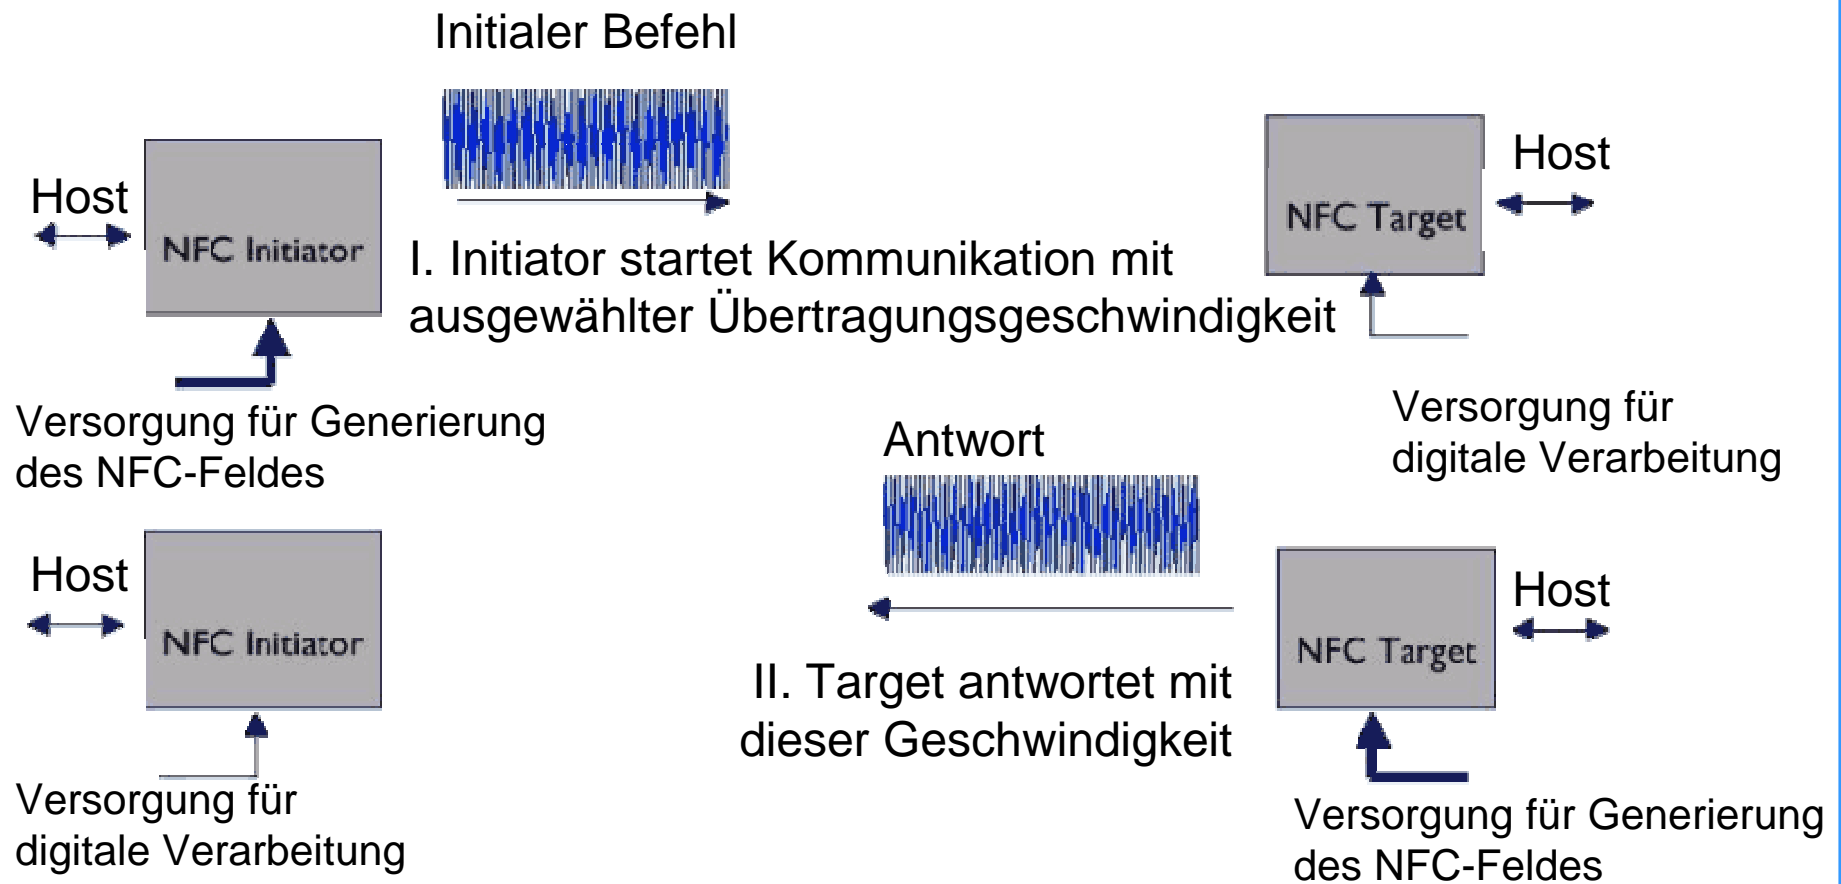 Initialer Befehl
Host
NFC Initiator
I. Initiator startet Kommunikation mit
ausgewählter Übertragungsgeschwindigkeit
NFC Target
Host
Versorgung für Generierung
des NFC-Feldes
Versorgung für
digitale Verarbeitung
Antwort
Host
NFC Initiator
II. Target antwortet mit
dieser Geschwindigkeit
NFC Target
Host
Versorgung für
digitale Verarbeitung
Versorgung für Generierung
des NFC-Feldes